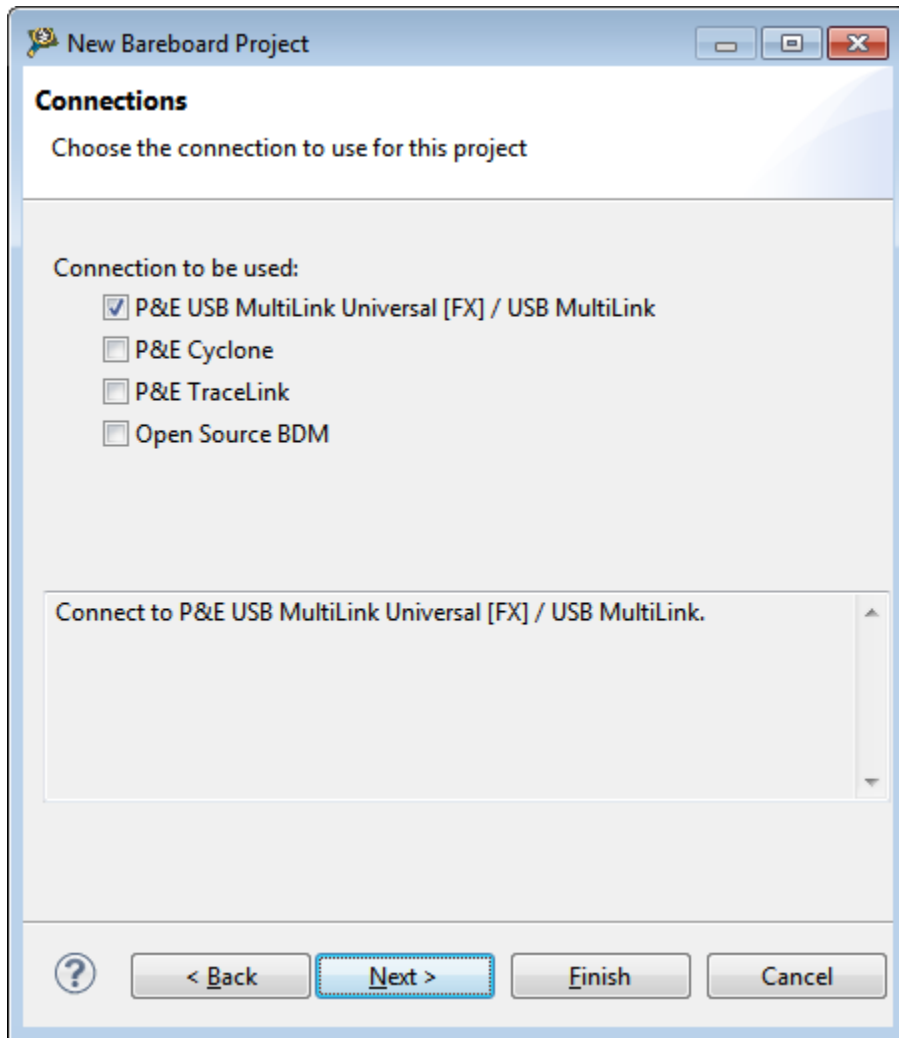 New Bareboard Project
Connections
Choose the connection to use for this project
Connection to be used:
P&E USB MultiLink Universal [FX] / USB MultiLink
P&E Cyclone
P&E TraceLink
Open Source BDM
Connect to P&E USB MultiLink Universal [FX] / USB MultiLink.
? < Back Next > Finish Cancel